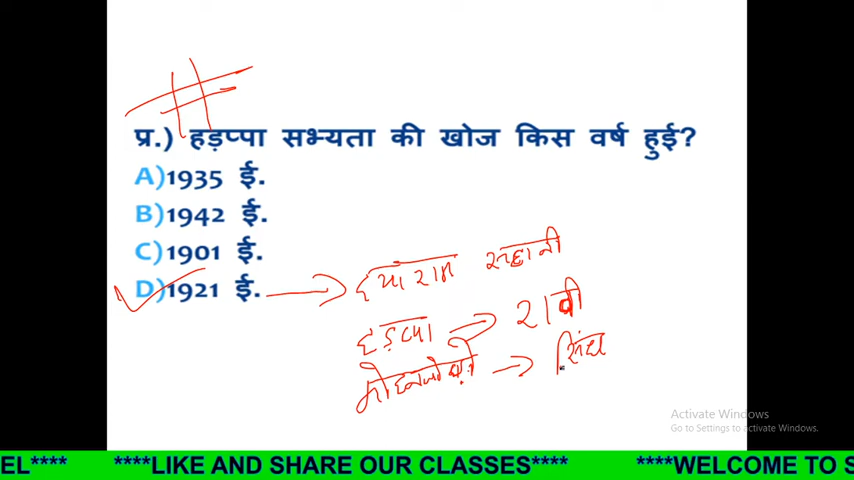 प्र.) हड़प्पा सभ्यता की खोज किस वर्ष हुई?
A)1935 ई.
B)1942 ई.
C)1901 ई.
D)1921 ई.
दयाराम साहनी
हड़प्पा → रावी
मोहनजोदड़ो → सिंध
Activate Windows
Go to Settings to activate Windows.
EL**** ****LIKE AND SHARE OUR CLASSES**** ****WELCOME TO S